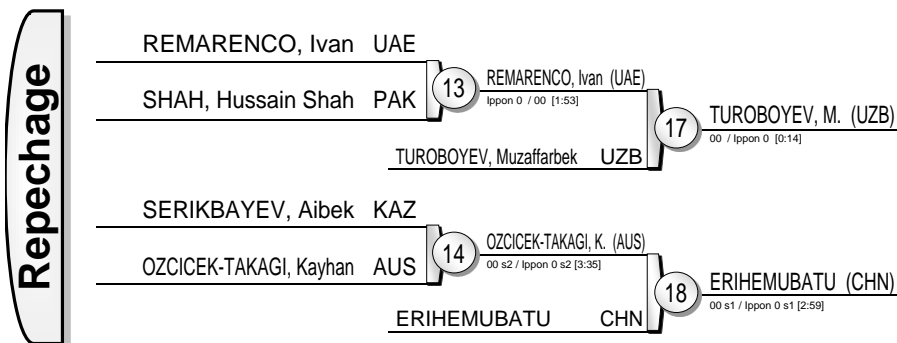 Repechage
REMARENCO, Ivan UAE
SHAH, Hussain Shah PAK
13
REMARENCO, Ivan (UAE)
Ippon 0 / 00 [1:53]
TUROBOYEV, Muzaffarbek UZB
17
TUROBOYEV, M. (UZB)
00 / Ippon 0 [0:14]
SERIKBAYEV, Aibek KAZ
OZCICEK-TAKAGI, Kayhan AUS
14
OZCICEK-TAKAGI, K. (AUS)
00 s2 / Ippon 0 s2 [3:35]
ERIHEMUBATU CHN
18
ERIHEMUBATU (CHN)
00 s1 / Ippon 0 s1 [2:59]